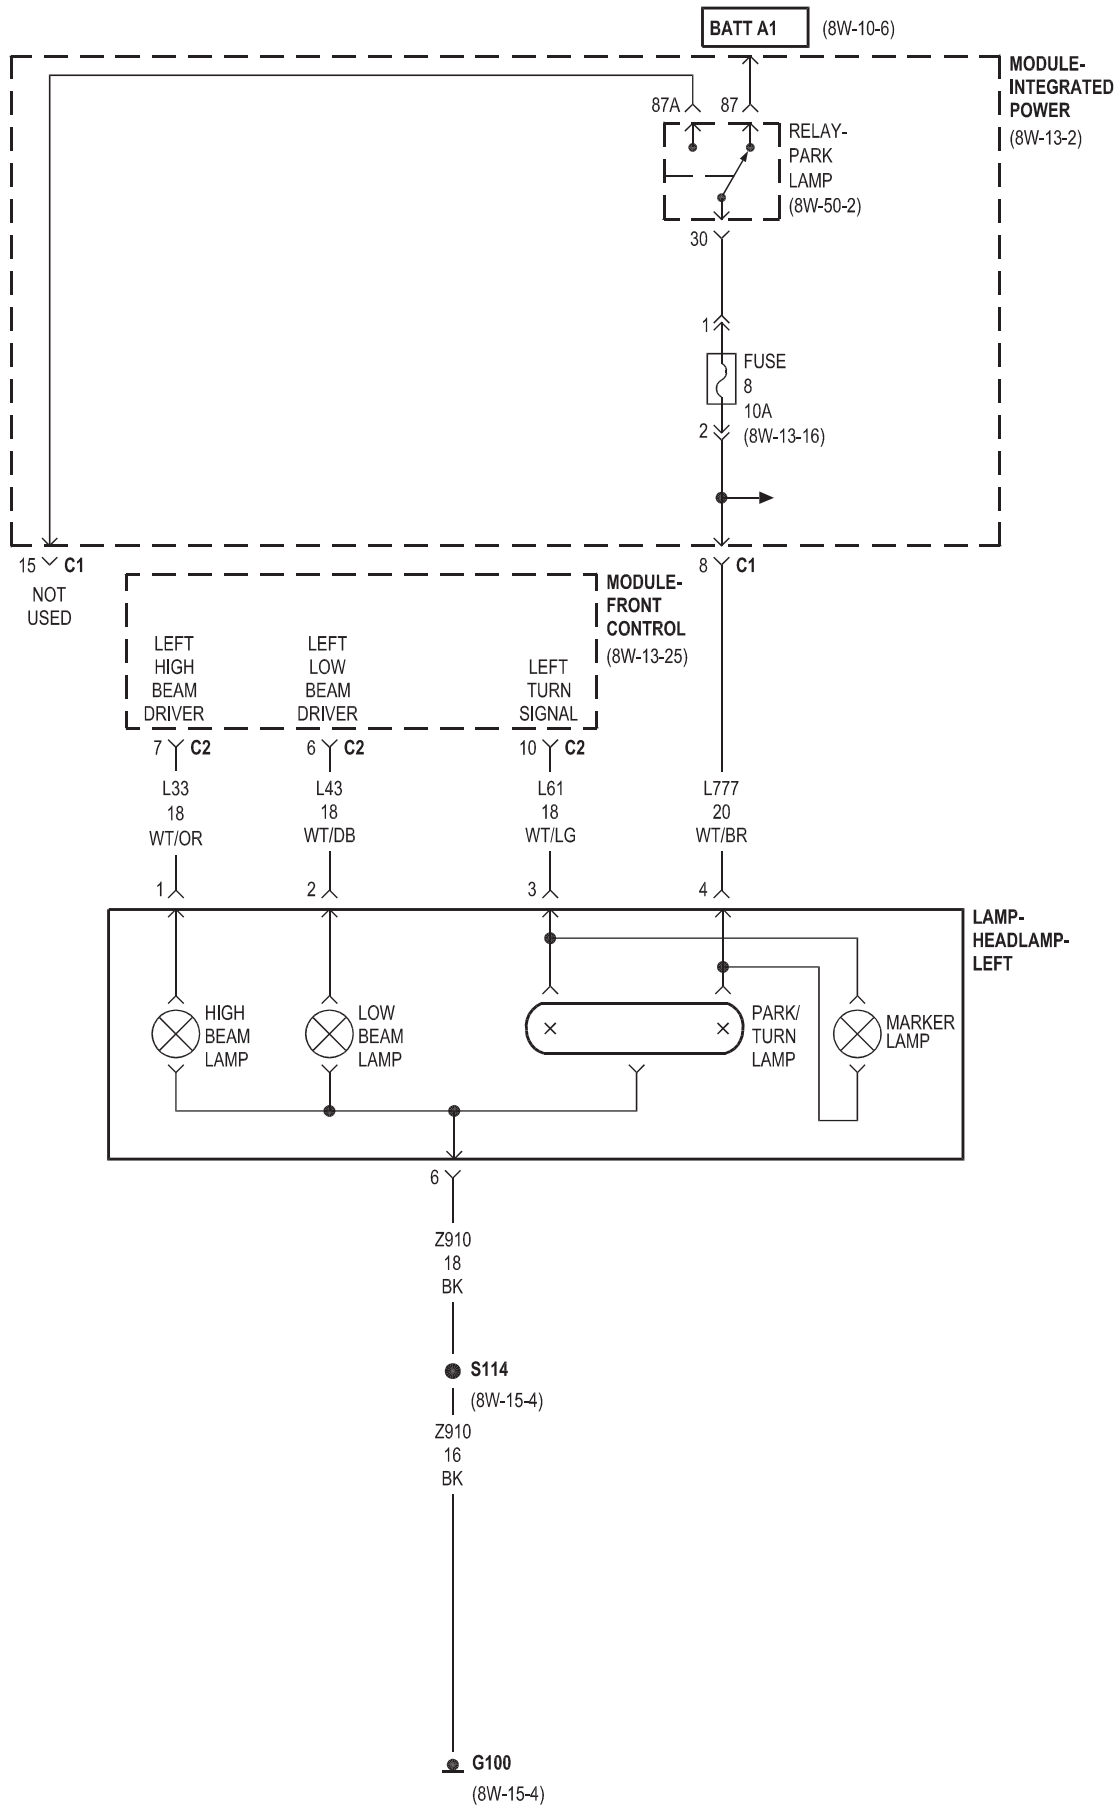 BATT A1 (8W-10-6)
MODULE-
INTEGRATED
POWER
(8W-13-2)
87A 87
RELAY-
PARK
LAMP
(8W-50-2)
30
1
FUSE
8
10A
(8W-13-16)
2
15 C1
NOT
USED
8 C1
MODULE-
FRONT
CONTROL
(8W-13-25)
LEFT
HIGH
BEAM
DRIVER
LEFT
LOW
BEAM
DRIVER
LEFT
TURN
SIGNAL
7 C2
6 C2
10 C2
L33
18
WT/OR
L43
18
WT/DB
L61
18
WT/LG
L777
20
WT/BR
1
2
3
4
LAMP-
HEADLAMP-
LEFT
HIGH
BEAM
LAMP
LOW
BEAM
LAMP
PARK/
TURN
LAMP
MARKER
LAMP
6
Z910
18
BK
S114
(8W-15-4)
Z910
16
BK
G100
(8W-15-4)